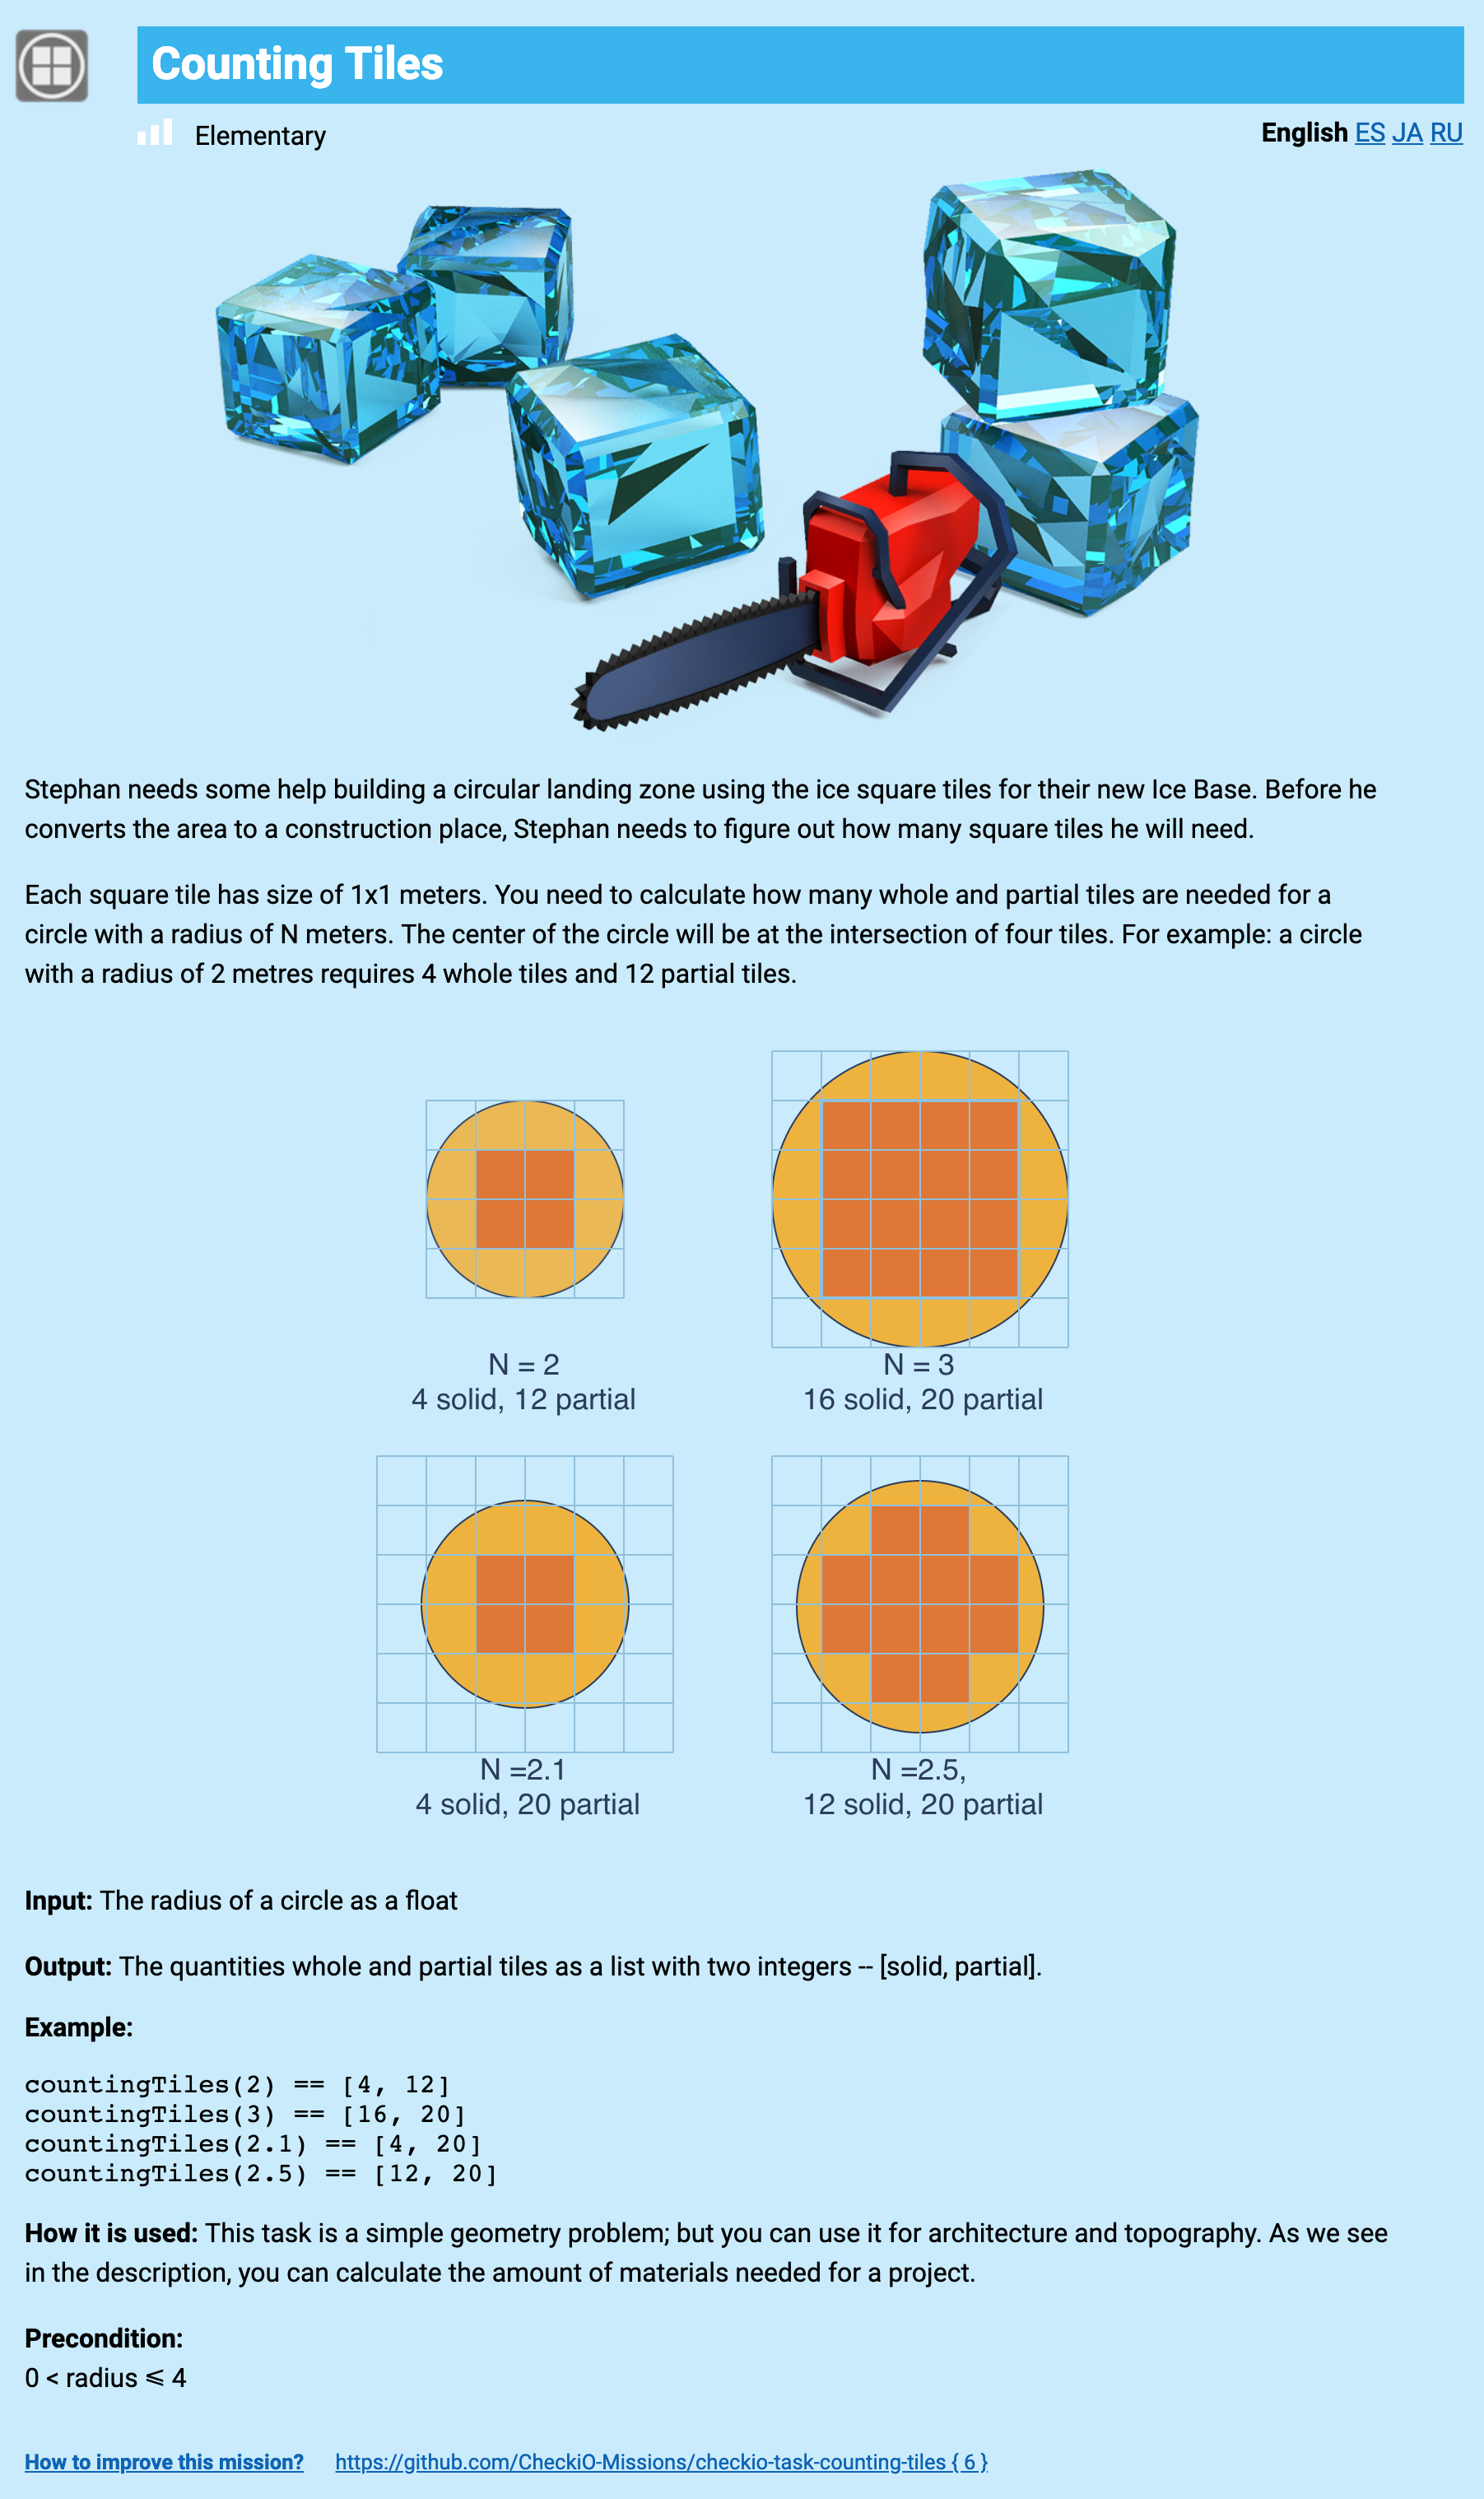 Counting Tiles
Elementary
English ES JA RU
Stephan needs some help building a circular landing zone using the ice square tiles for their new Ice Base. Before he
converts the area to a construction place, Stephan needs to figure out how many square tiles he will need.
Each square tile has size of 1x1 meters. You need to calculate how many whole and partial tiles are needed for a
circle with a radius of N meters. The center of the circle will be at the intersection of four tiles. For example: a circle
with a radius of 2 metres requires 4 whole tiles and 12 partial tiles.
N = 2
4 solid, 12 partial
N = 3
16 solid, 20 partial
N =2.1
4 solid, 20 partial
N =2.5,
12 solid, 20 partial
Input: The radius of a circle as a float
Output: The quantities whole and partial tiles as a list with two integers -- [solid, partial].
Example:
countingTiles(2) == [4, 12]
countingTiles(3) == [16, 20]
countingTiles(2.1) == [4, 20]
countingTiles(2.5) == [12, 20]
How it is used: This task is a simple geometry problem; but you can use it for architecture and topography. As we see
in the description, you can calculate the amount of materials needed for a project.
Precondition:
0 < radius ⩽ 4
How to improve this mission? https://github.com/CheckiO-Missions/checkio-task-counting-tiles { 6 }